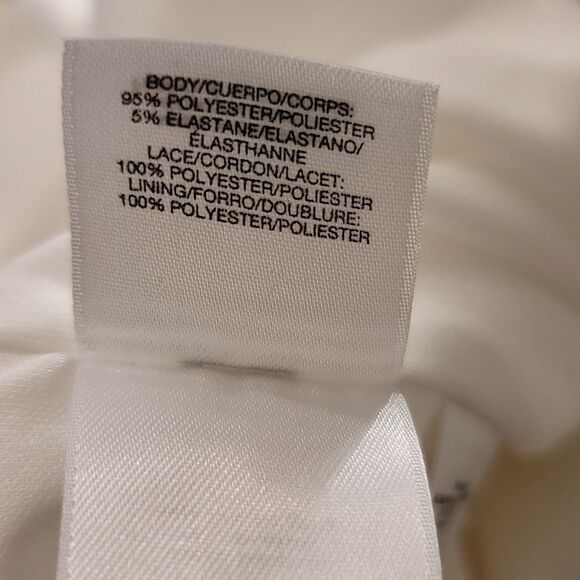 BODY/CUERPO/CORPS:
95% POLYESTER/POLIESTER
5% ELASTANE/ELASTANO/
ÉLASTHANNE
LACE/CORDON/LACET:
100% POLYESTER/POLIESTER
LINING/FORRO/DOUBLURE:
100% POLYESTER/POLIESTER